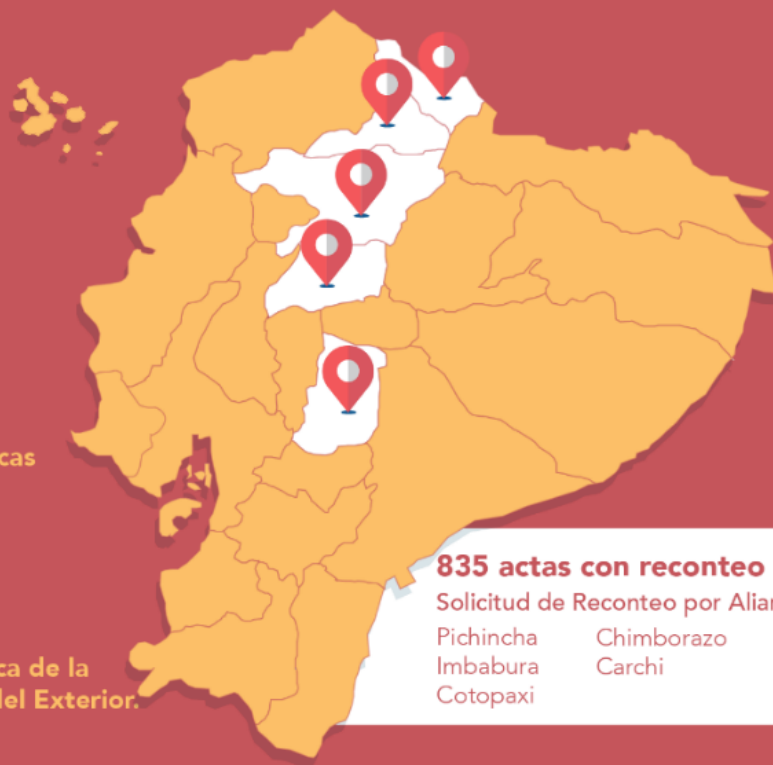 cas
835 actas con reconteo
Solicitud de Reconteo por Alian
Pichincha Chimborazo
Imbabura Carchi
Cotopaxi
ca de la
del Exterior.